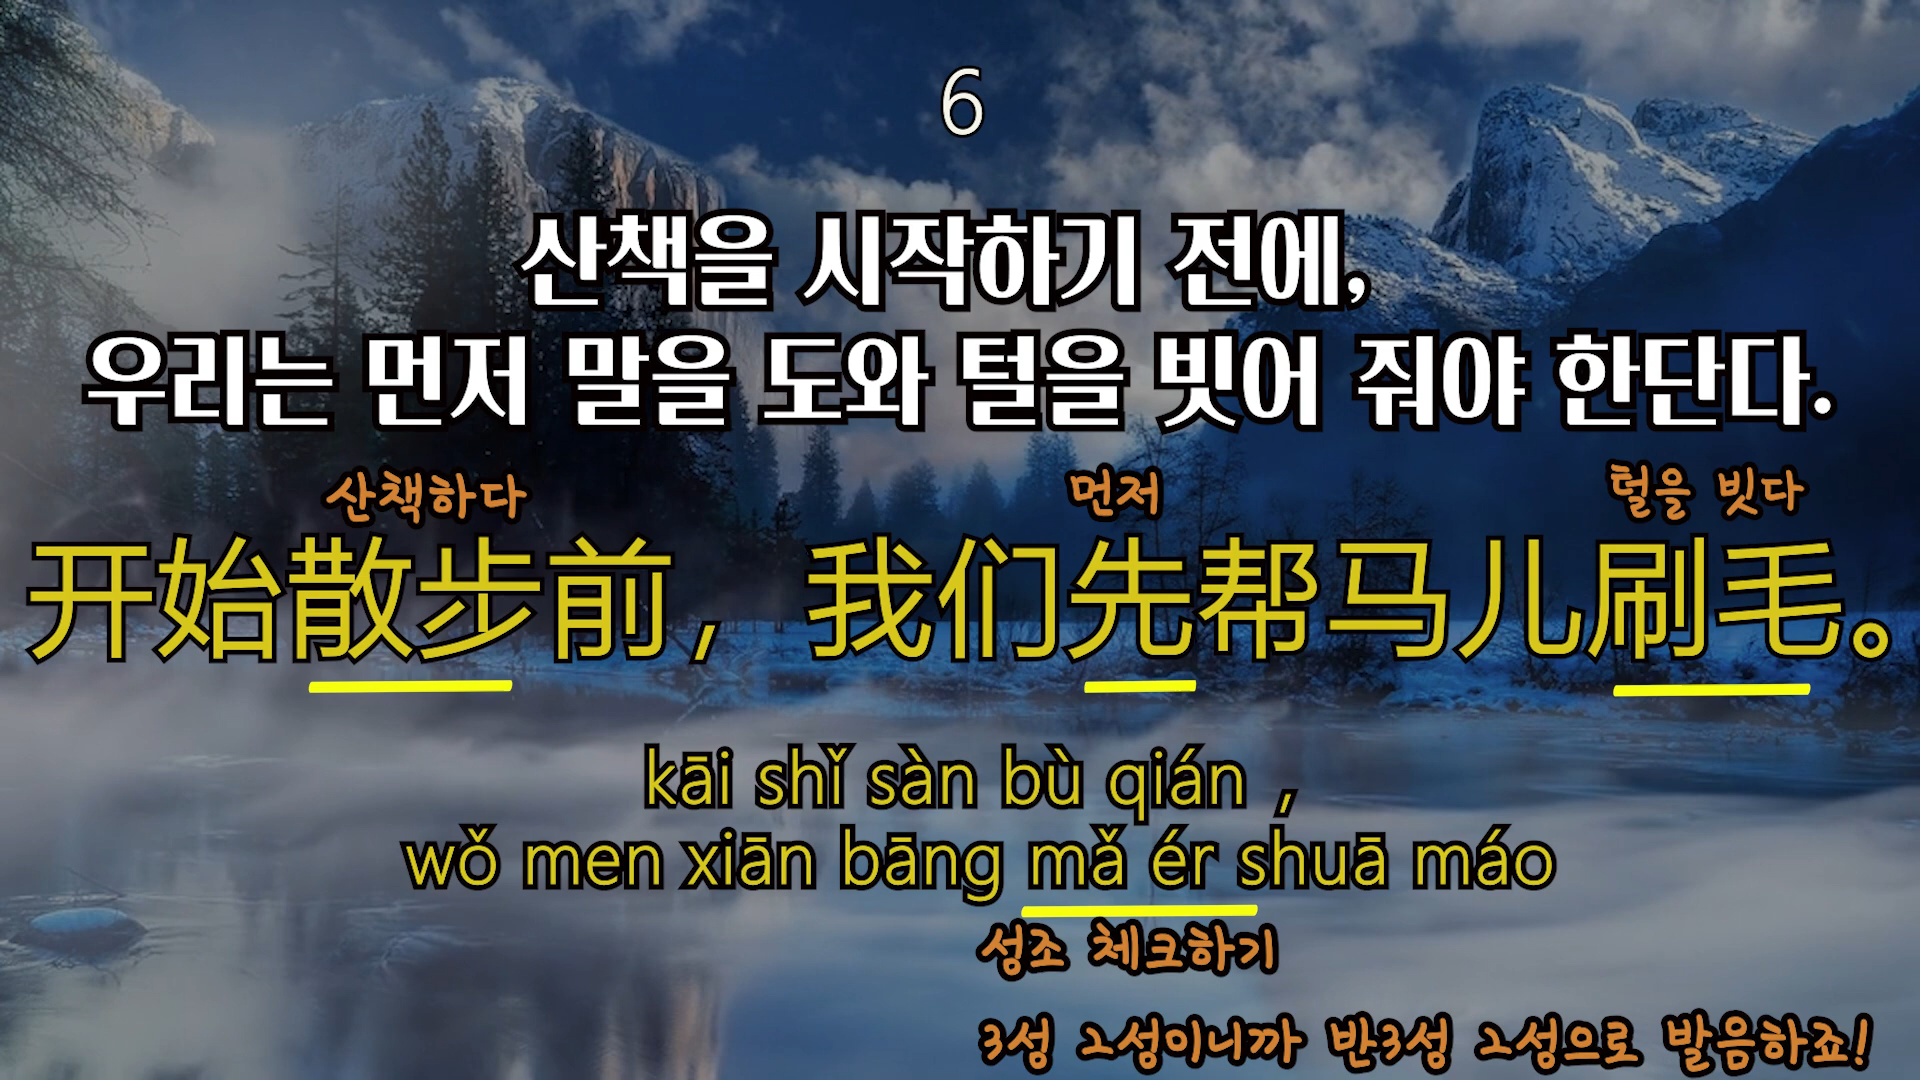 6
산책을 시작하기 전에,
우리는 먼저 말을 도와 털을 빗어 줘야 한단다.
산책하다 먼저 털을 빗다
开始散步前，我们先帮马儿刷毛。
kāi shǐ sàn bù qián ,
wǒ men xiān bāng mǎ ér shuā máo
성조 체크하기
3성 2성이니까 반3성 2성으로 발음하죠!